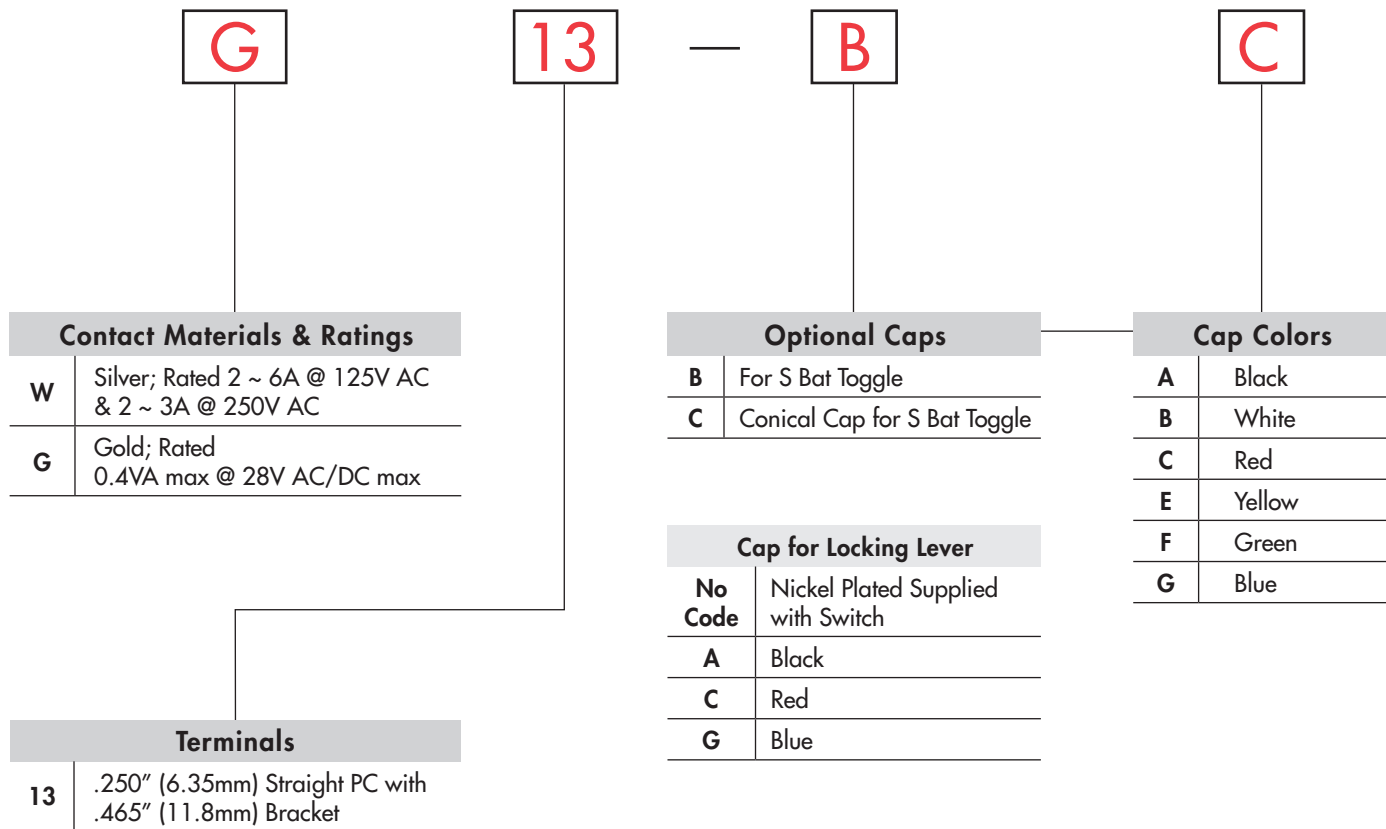 G 13 — B C
Contact Materials & Ratings
W Silver; Rated 2 ~ 6A @ 125V AC
& 2 ~ 3A @ 250V AC
G Gold; Rated
0.4VA max @ 28V AC/DC max
Terminals
13 .250” (6.35mm) Straight PC with
.465” (11.8mm) Bracket
Optional Caps
B For S Bat Toggle
C Conical Cap for S Bat Toggle
Cap for Locking Lever
No Nickel Plated Supplied
Code with Switch
A Black
C Red
G Blue
Cap Colors
A Black
B White
C Red
E Yellow
F Green
G Blue